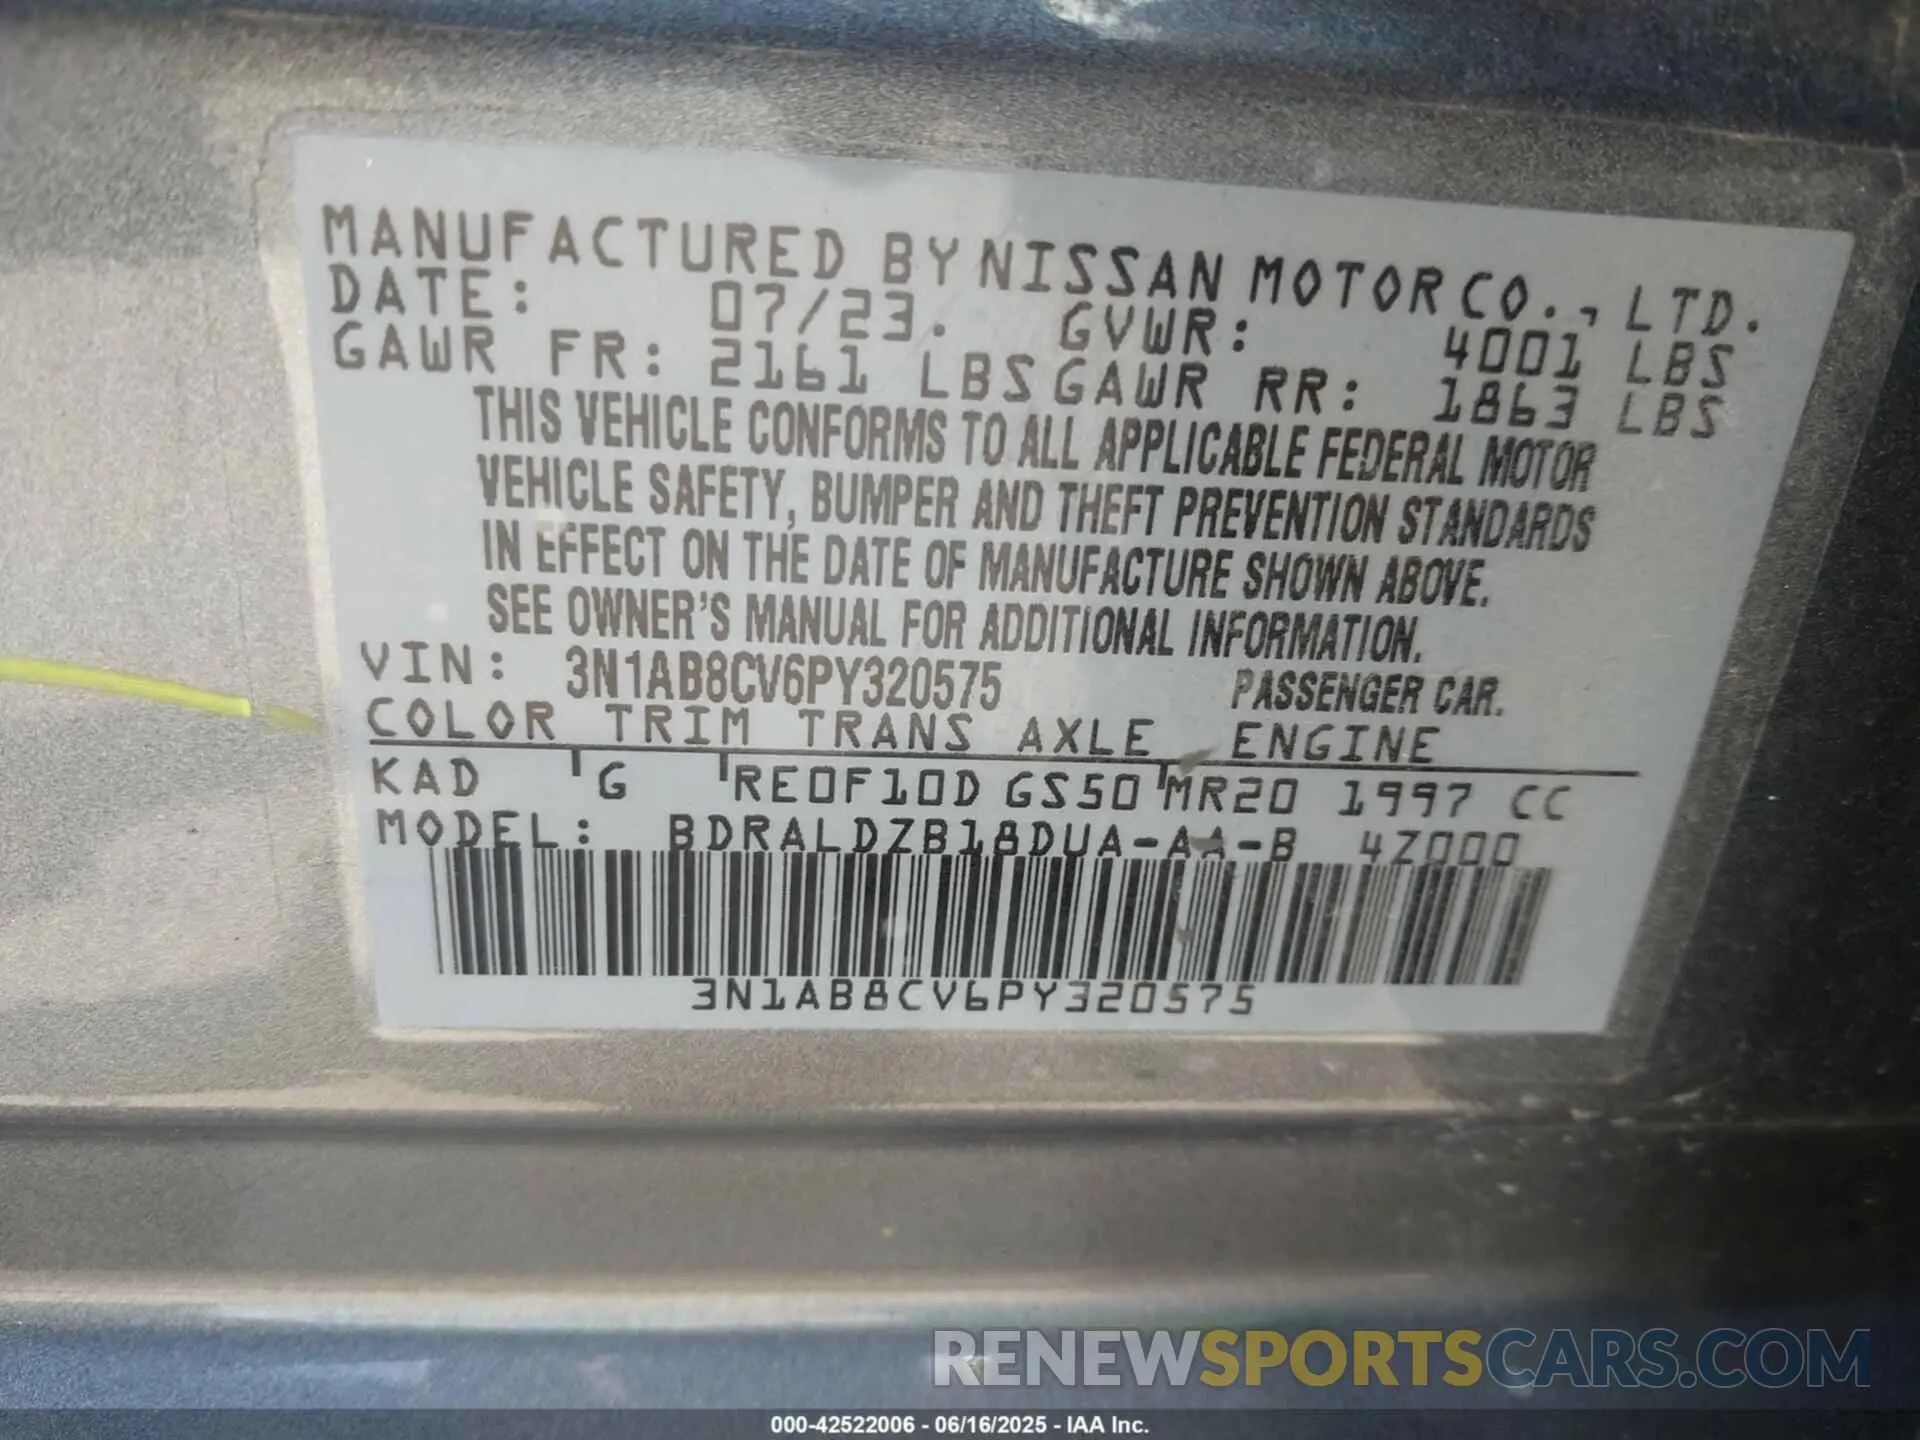 MANUFACTURED BY NISSAN MOTOR CO., LTD.
DATE: 07/23. GVWR: 4001 LBS
GAWR FR: 2161 LBS GAWR RR: 1863 LBS
THIS VEHICLE CONFORMS TO ALL APPLICABLE FEDERAL MOTOR
VEHICLE SAFETY, BUMPER AND THEFT PREVENTION STANDARDS
IN EFFECT ON THE DATE OF MANUFACTURE SHOWN ABOVE.
SEE OWNER'S MANUAL FOR ADDITIONAL INFORMATION.
VIN: 3N1AB8CV6PY320575 PASSENGER CAR.
COLOR TRIM TRANS AXLE ENGINE
KAD G RE0F10D GS50 MR20 1997 CC
MODEL: BDRALDZB18DUA-AA-B 4Z000
3N1AB8CV6PY320575
RENEWSPORTSCARS.COM
000-42522006 - 06/16/2025 - IAA Inc.